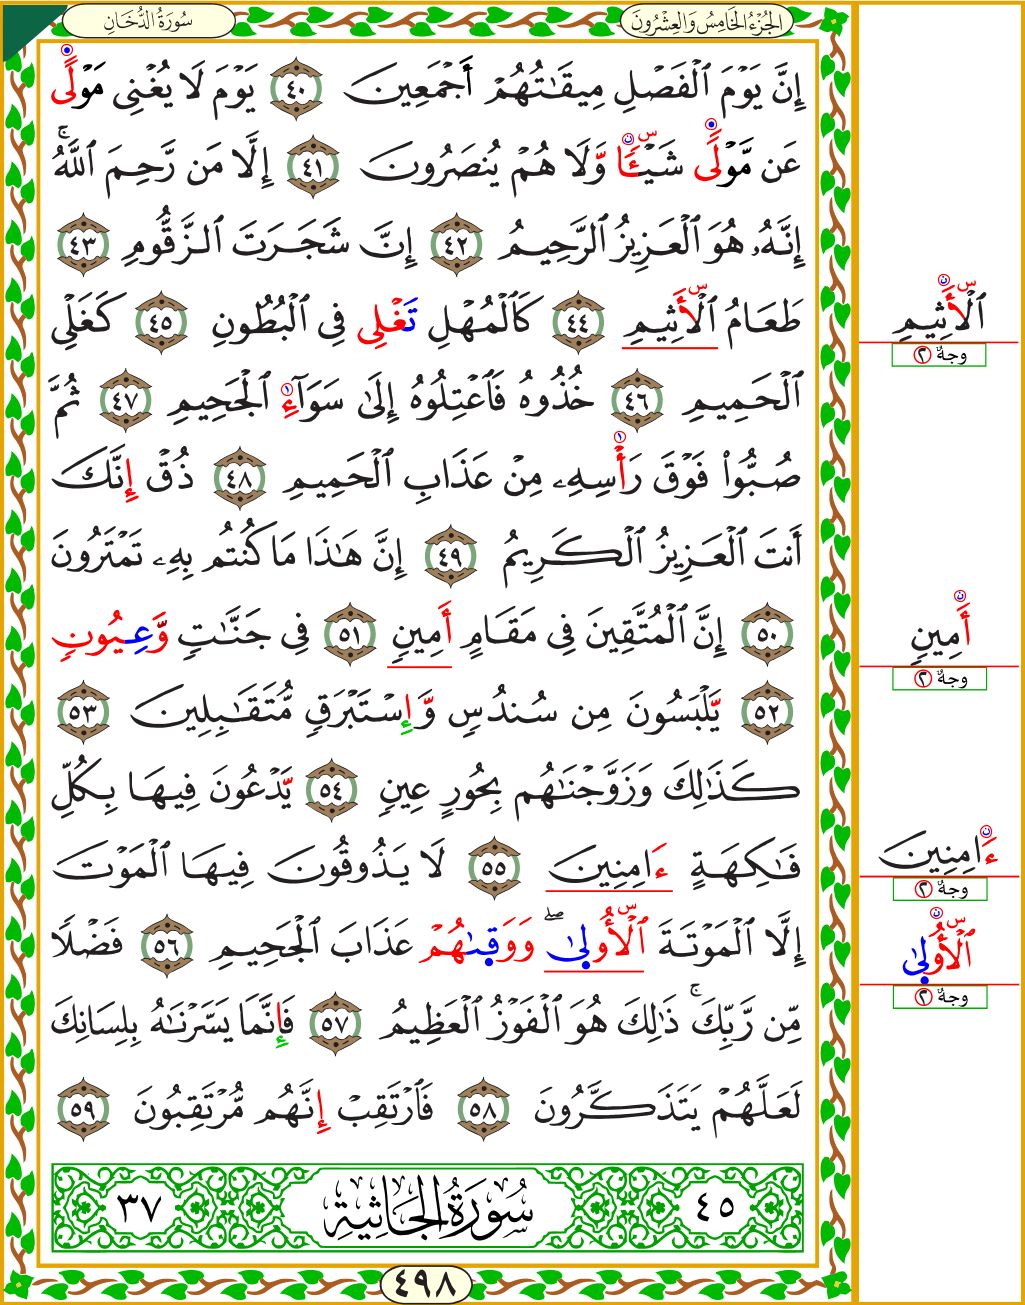 الجُزْءُ الخَامِسُ وَالعِشْرُونَ
سُورَةُ الدُّخَانِ
إِنَّ يَوْمَ ٱلْفَصْلِ مِيقَٰتُهُمْ أَجْمَعِينَ ٤٠ يَوْمَ لَا يُغْنِى مَوْلًى
عَن مَّوْلًى شَيْـًٔا وَلَا هُمْ يُنصَرُونَ ٤١ إِلَّا مَن رَّحِمَ ٱللَّهُ ۚ
إِنَّهُۥ هُوَ ٱلْعَزِيزُ ٱلرَّحِيمُ ٤٢ إِنَّ شَجَرَتَ ٱلزَّقُّومِ ٤٣
طَعَامُ ٱلْأَثِيمِ ٤٤ كَٱلْمُهْلِ تَغْلِى فِى ٱلْبُطُونِ ٤٥ كَغَلْىِ
ٱلْحَمِيمِ ٤٦ خُذُوهُ فَٱعْتِلُوهُ إِلَىٰ سَوَآءِ ٱلْجَحِيمِ ٤٧ ثُمَّ
صُبُّوا۟ فَوْقَ رَأْسِهِۦ مِنْ عَذَابِ ٱلْحَمِيمِ ٤٨ ذُقْ إِنَّكَ
أَنتَ ٱلْعَزِيزُ ٱلْكَرِيمُ ٤٩ إِنَّ هَٰذَا مَا كُنتُم بِهِۦ تَمْتَرُونَ
٥٠ إِنَّ ٱلْمُتَّقِينَ فِى مَقَامٍ أَمِينٍ ٥١ فِى جَنَّٰتٍ وَّعِيُونٍ
٥٢ يَّلْبَسُونَ مِن سُندُسٍ وَّإِسْتَبْرَقٍ مُّتَقَٰبِلِينَ ٥٣
كَذَٰلِكَ وَزَوَّجْنَٰهُم بِحُورٍ عِينٍ ٥٤ يَّدْعُونَ فِيهَا بِكُلِّ
فَٰكِهَةٍ ءَامِنِينَ ٥٥ لَا يَذُوقُونَ فِيهَا ٱلْمَوْتَ
إِلَّا ٱلْمَوْتَةَ ٱلْأُولَىٰ ۖ وَوَقَىٰهُمْ عَذَابَ ٱلْجَحِيمِ ٥٦ فَضْلًا
مِّن رَّبِّكَ ۚ ذَٰلِكَ هُوَ ٱلْفَوْزُ ٱلْعَظِيمُ ٥٧ فَإِنَّمَا يَسَّرْنَٰهُ بِلِسَانِكَ
لَعَلَّهُمْ يَتَذَكَّرُونَ ٥٨ فَٱرْتَقِبْ إِنَّهُم مُّرْتَقِبُونَ ٥٩
٤٥ سُورَةُ الجَاثِيَةِ ٣٧
٤٩٨
ٱلْأَثِيمِ
وجهٌ ٢
أَمِينٍ
وجهٌ ٢
ءَامِنِينَ
وجهٌ ٢
ٱلْأُولَىٰ
وجهٌ ٢